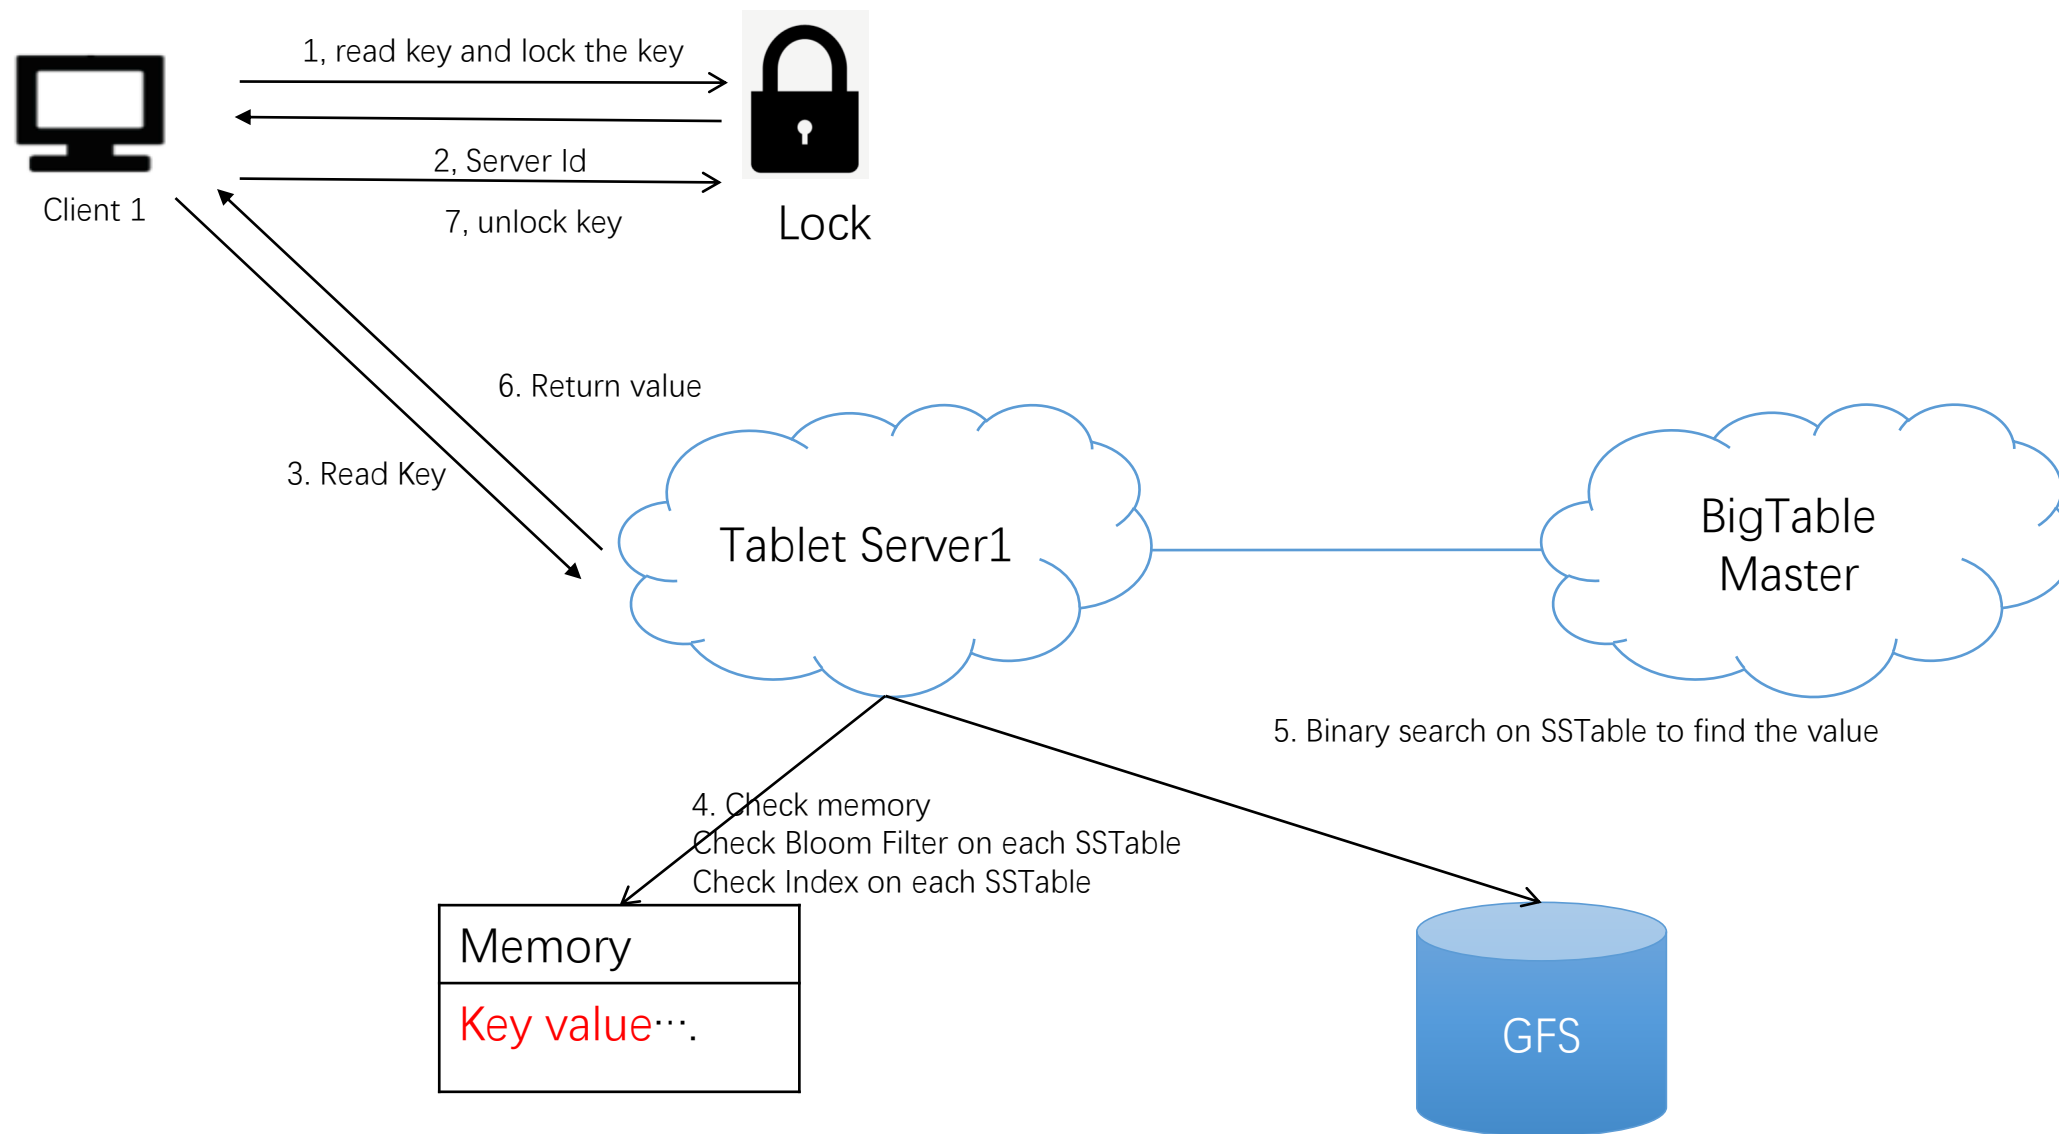 1, read key and lock the key
2, Server Id
7, unlock key
Client 1
Lock
6. Return value
3. Read Key
Tablet Server1
BigTable
Master
5. Binary search on SSTable to find the value
4. Check memory
Check Bloom Filter on each SSTable
Check Index on each SSTable
Memory
Key value….
GFS